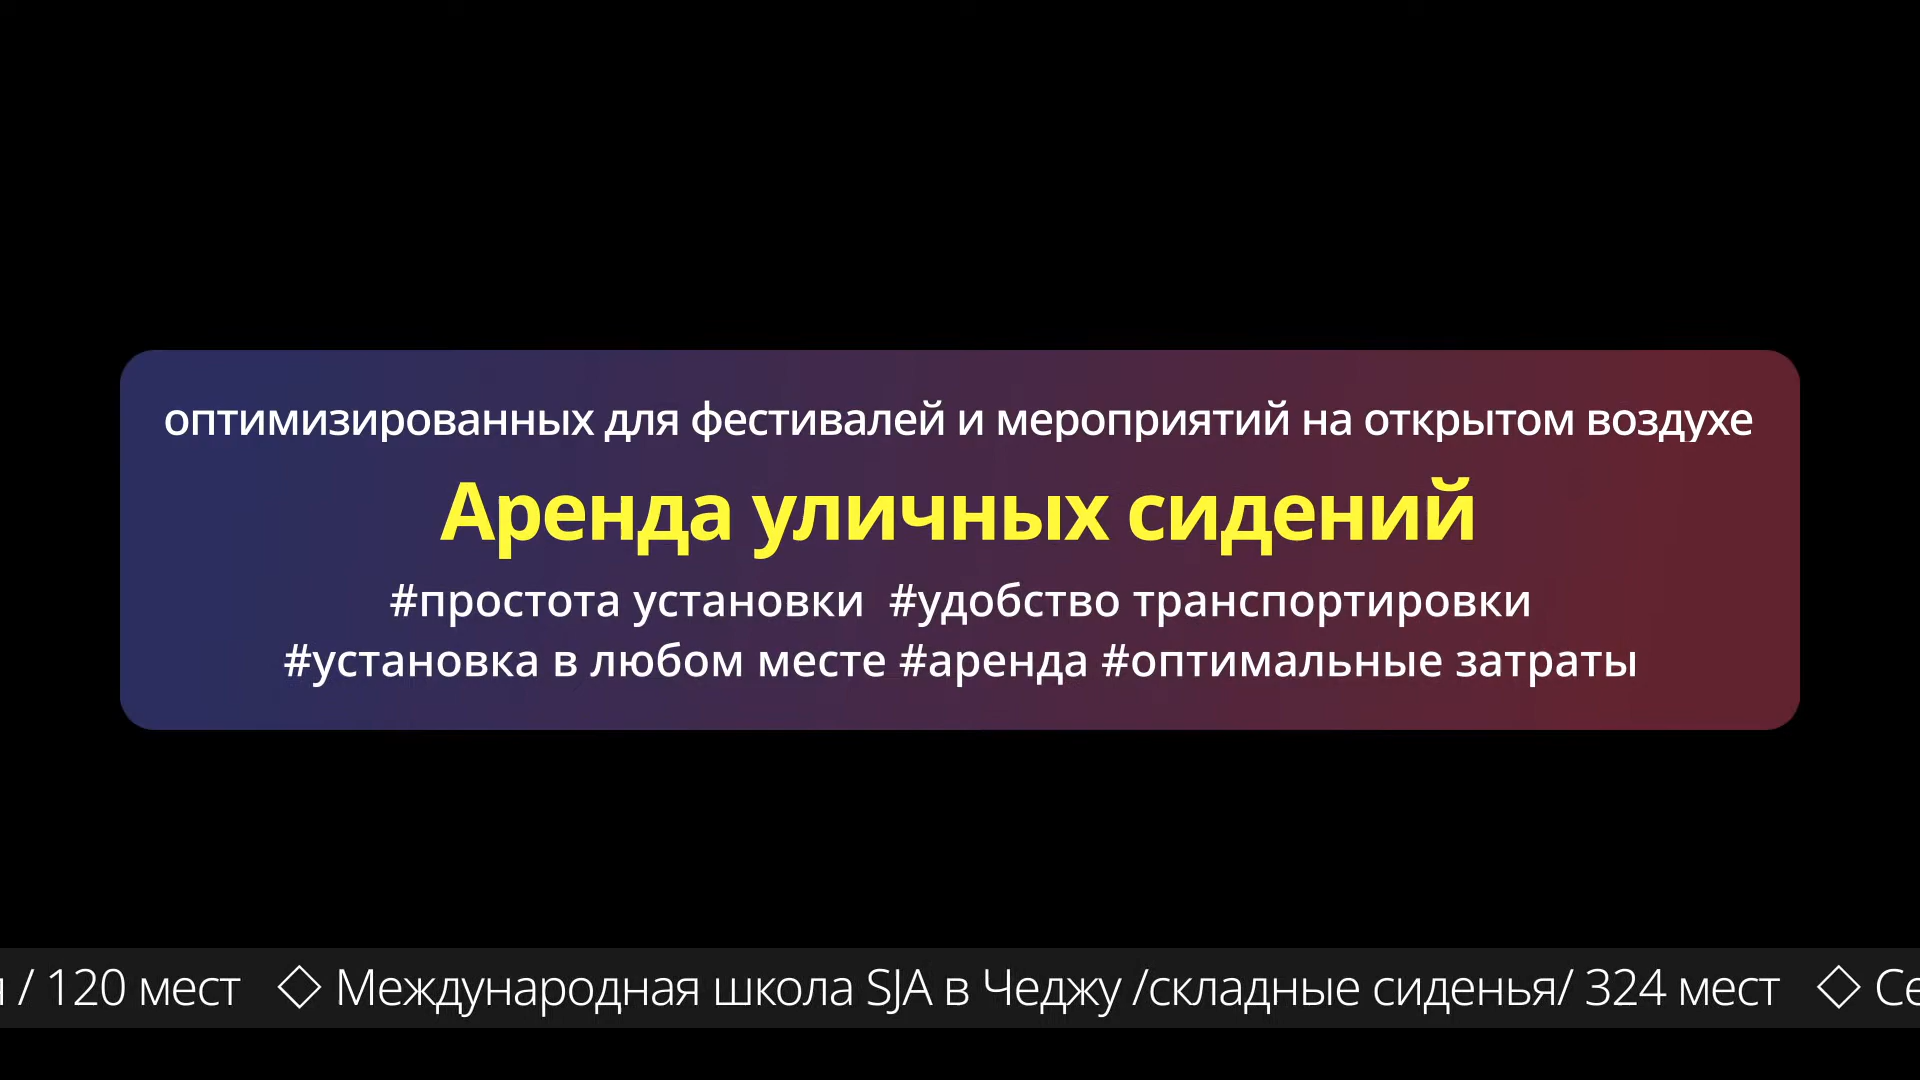 оптимизированных для фестивалей и мероприятий на открытом воздухе
Аренда уличных сидений
#простота установки #удобство транспортировки
#установка в любом месте #аренда #оптимальные затраты
/ 120 мест ◇ Международная школа SJA в Чеджу /складные сиденья/ 324 мест ◇